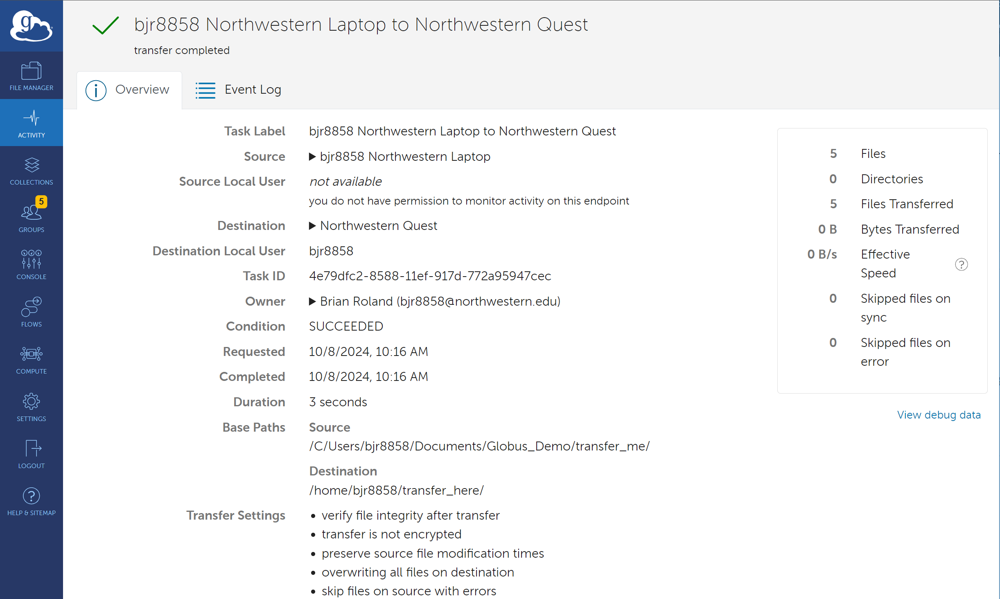 g
bjr8858 Northwestern Laptop to Northwestern Quest
transfer completed
FILE MANAGER
ACTIVITY
COLLECTIONS
5
GROUPS
CONSOLE
FLOWS
COMPUTE
SETTINGS
LOGOUT
?
HELP & SITEMAP
i Overview
Event Log
Task Label bjr8858 Northwestern Laptop to Northwestern Quest
Source ▶ bjr8858 Northwestern Laptop
Source Local User not available
you do not have permission to monitor activity on this endpoint
Destination ▶ Northwestern Quest
Destination Local User bjr8858
Task ID 4e79dfc2-8588-11ef-917d-772a95947cec
Owner ▶ Brian Roland (bjr8858@northwestern.edu)
Condition SUCCEEDED
Requested 10/8/2024, 10:16 AM
Completed 10/8/2024, 10:16 AM
Duration 3 seconds
Base Paths Source
/C/Users/bjr8858/Documents/Globus_Demo/transfer_me/
Destination
/home/bjr8858/transfer_here/
Transfer Settings • verify file integrity after transfer
• transfer is not encrypted
• preserve source file modification times
• overwriting all files on destination
• skip files on source with errors
5 Files
0 Directories
5 Files Transferred
0 B Bytes Transferred
0 B/s Effective
Speed ?
0 Skipped files on
sync
0 Skipped files on
error
View debug data